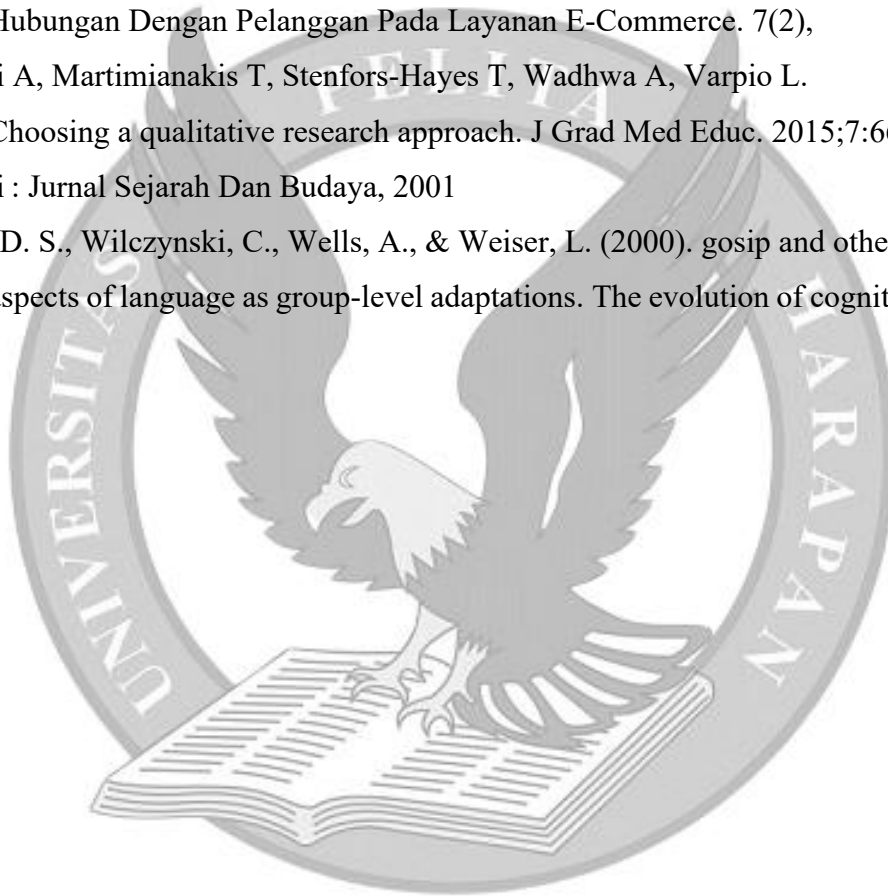 Hubungan Dengan Pelanggan Pada Layanan E-Commerce. 7(2),
i A, Martimianakis T, Stenfors-Hayes T, Wadhwa A, Varpio L.
Choosing a qualitative research approach. J Grad Med Educ. 2015;7:66
i : Jurnal Sejarah Dan Budaya, 2001
D. S., Wilczynski, C., Wells, A., & Weiser, L. (2000). gosip and othe
aspects of language as group-level adaptations. The evolution of cognit
UNIVERSITAS PELITA HARAPAN